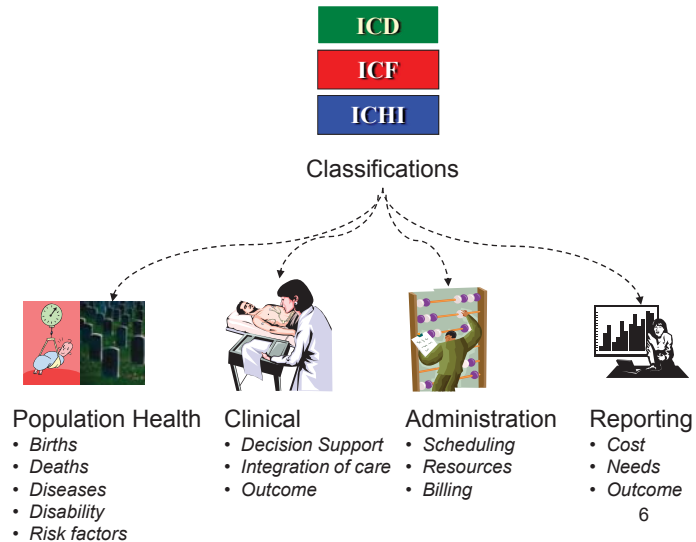 ICD
ICF
ICHI
Classifications
Population Health
• Births
• Deaths
• Diseases
• Disability
• Risk factors
Clinical
• Decision Support
• Integration of care
• Outcome
Administration
• Scheduling
• Resources
• Billing
Reporting
• Cost
• Needs
• Outcome
6